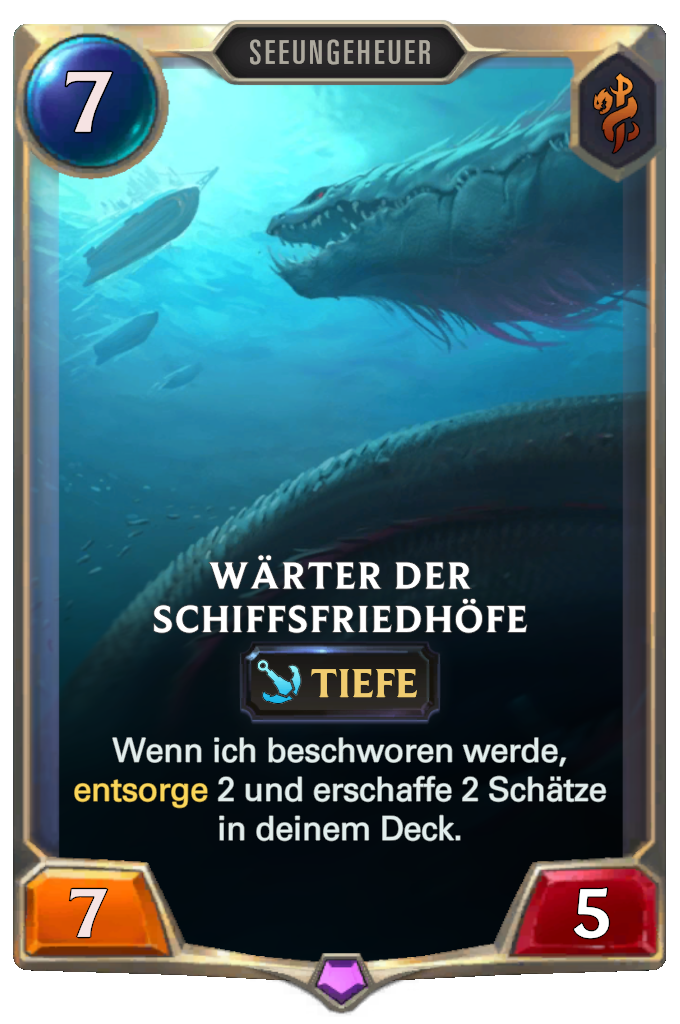 7
SEEUNGEHEUER
WÄRTER DER
SCHIFFSFRIEDHÖFE
TIEFE
Wenn ich beschworen werde,
entsorge 2 und erschaffe 2 Schätze
in deinem Deck.
7
5